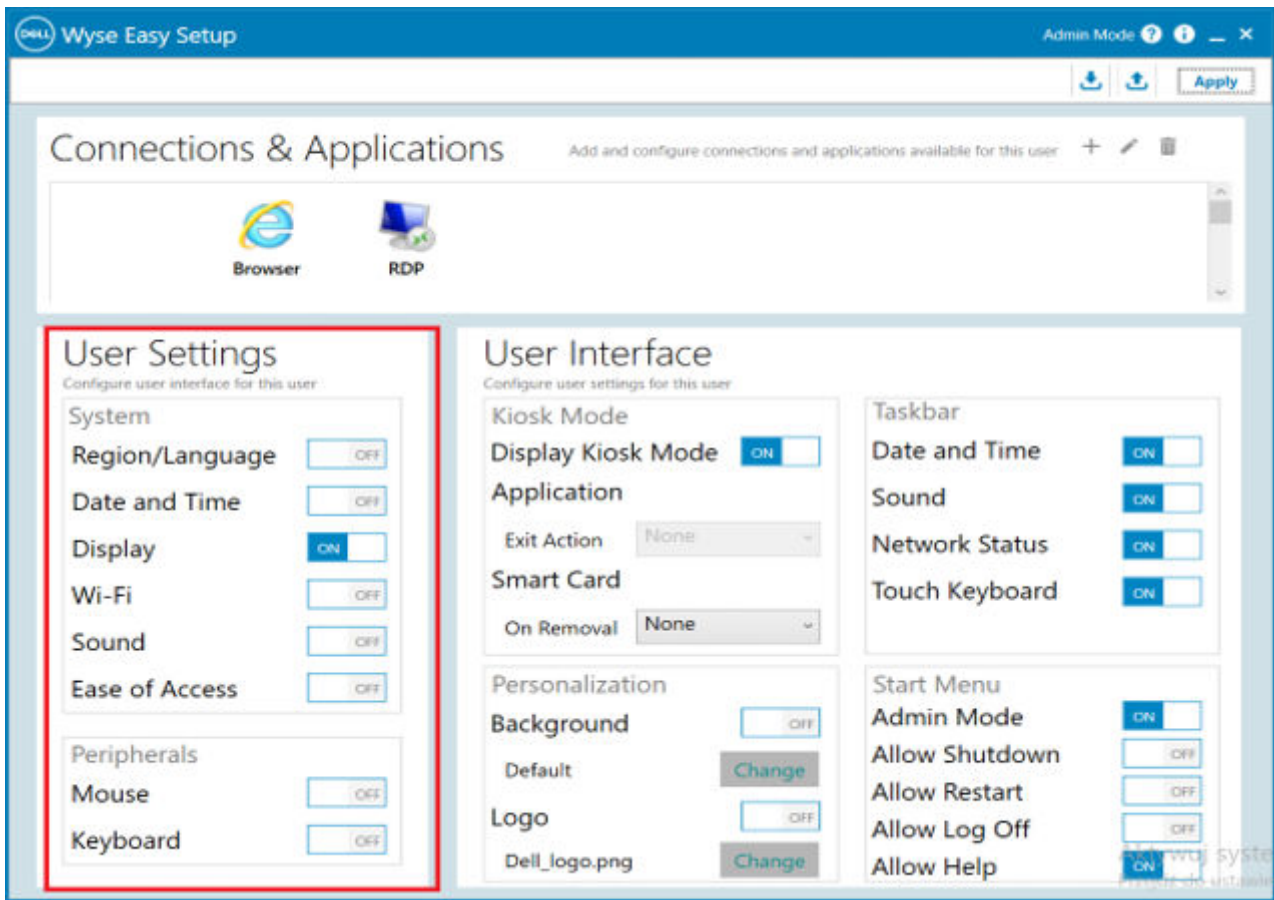 DELL Wyse Easy Setup Admin Mode ? i
Apply
Connections & Applications Add and configure connections and applications available for this user
Browser RDP
User Settings
Configure user interface for this user
System
Region/Language OFF
Date and Time OFF
Display ON
Wi-Fi OFF
Sound OFF
Ease of Access OFF
Peripherals
Mouse OFF
Keyboard OFF
User Interface
Configure user settings for this user
Kiosk Mode
Display Kiosk Mode ON
Application
Exit Action None
Smart Card
On Removal None
Personalization
Background OFF
Default Change
Logo OFF
Dell_logo.png Change
Taskbar
Date and Time ON
Sound ON
Network Status ON
Touch Keyboard ON
Start Menu
Admin Mode ON
Allow Shutdown OFF
Allow Restart OFF
Allow Log Off OFF
Aktywuj syste
Allow Help ON
do ustawie